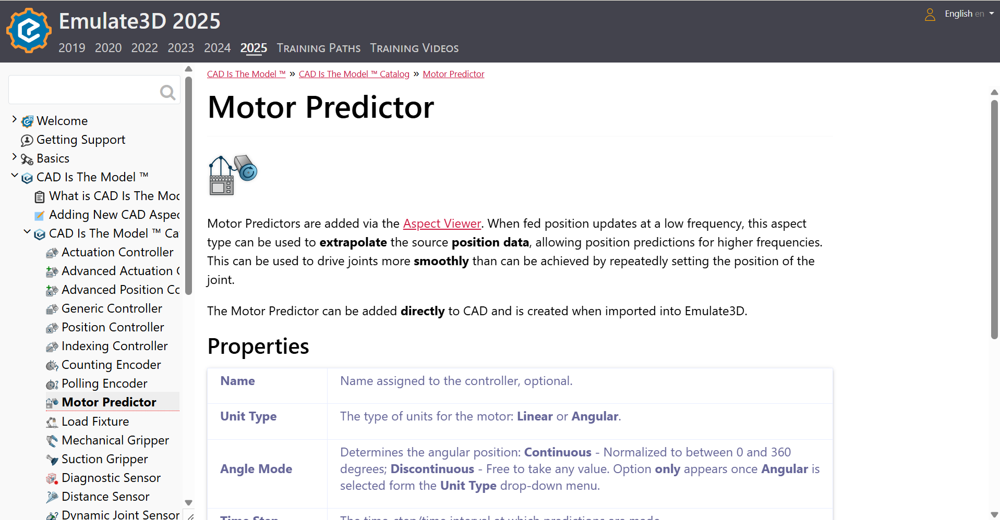 Emulate3D 2025
English en
2019 2020 2022 2023 2024 2025 Training Paths Training Videos
CAD Is The Model ™ » CAD Is The Model ™ Catalog » Motor Predictor
Welcome
Getting Support
Basics
CAD Is The Model ™
What is CAD Is The Mod
Adding New CAD Aspec
CAD Is The Model ™ Ca
Actuation Controller
Advanced Actuation C
Advanced Position Co
Generic Controller
Position Controller
Indexing Controller
Counting Encoder
Polling Encoder
Motor Predictor
Load Fixture
Mechanical Gripper
Suction Gripper
Diagnostic Sensor
Distance Sensor
Dynamic Joint Sensor
Motor Predictor
Motor Predictors are added via the Aspect Viewer. When fed position updates at a low frequency, this aspect
type can be used to extrapolate the source position data, allowing position predictions for higher frequencies.
This can be used to drive joints more smoothly than can be achieved by repeatedly setting the position of the
joint.
The Motor Predictor can be added directly to CAD and is created when imported into Emulate3D.
Properties
Name
Name assigned to the controller, optional.
Unit Type
The type of units for the motor: Linear or Angular.
Angle Mode
Determines the angular position: Continuous - Normalized to between 0 and 360
degrees; Discontinuous - Free to take any value. Option only appears once Angular is
selected form the Unit Type drop-down menu.
Time Step
The time-step/time interval at which predictions are made.